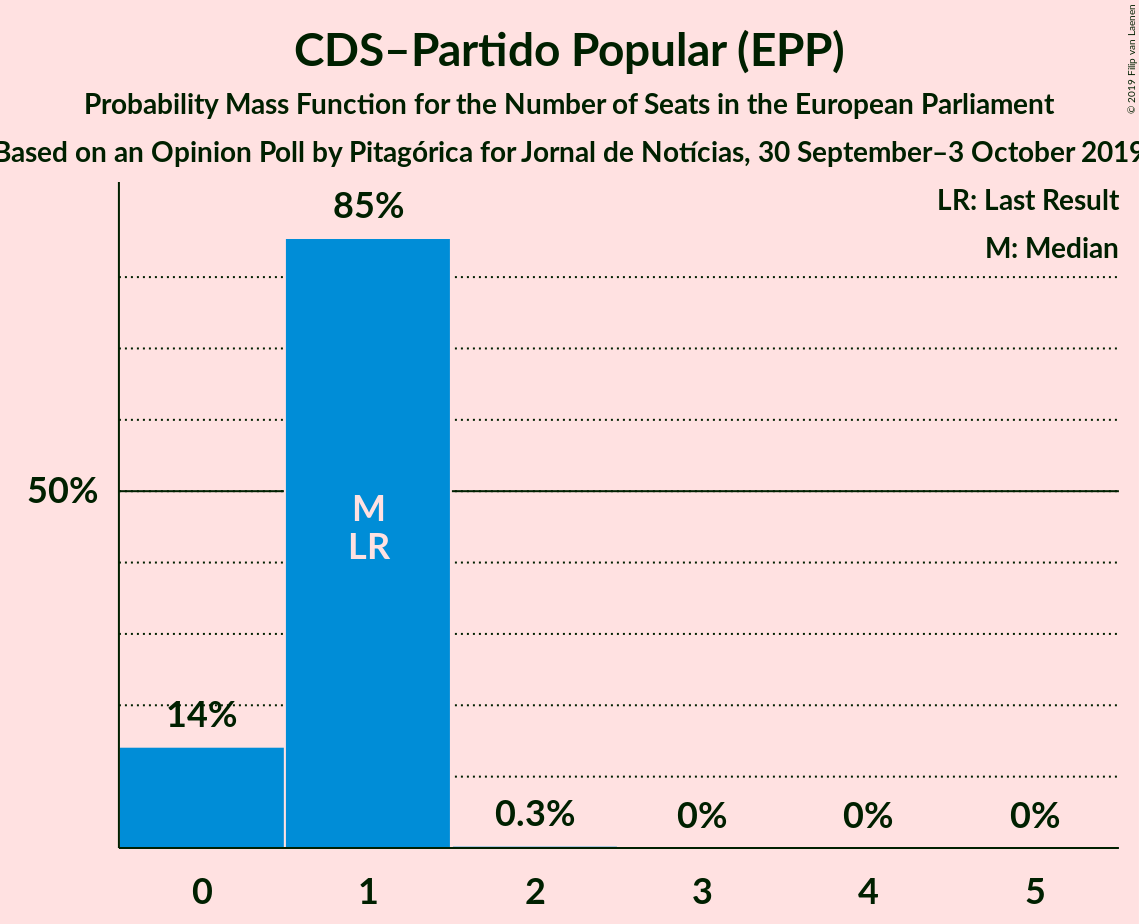 CDS–Partido Popular (EPP)
Probability Mass Function for the Number of Seats in the European Parliament
Based on an Opinion Poll by Pitagórica for Jornal de Notícias, 30 September–3 October 2019
© 2019 Filip van Laenen
LR: Last Result
M: Median
85%
50%
M
LR
14%
0.3%
0%
0%
0%
0
1
2
3
4
5